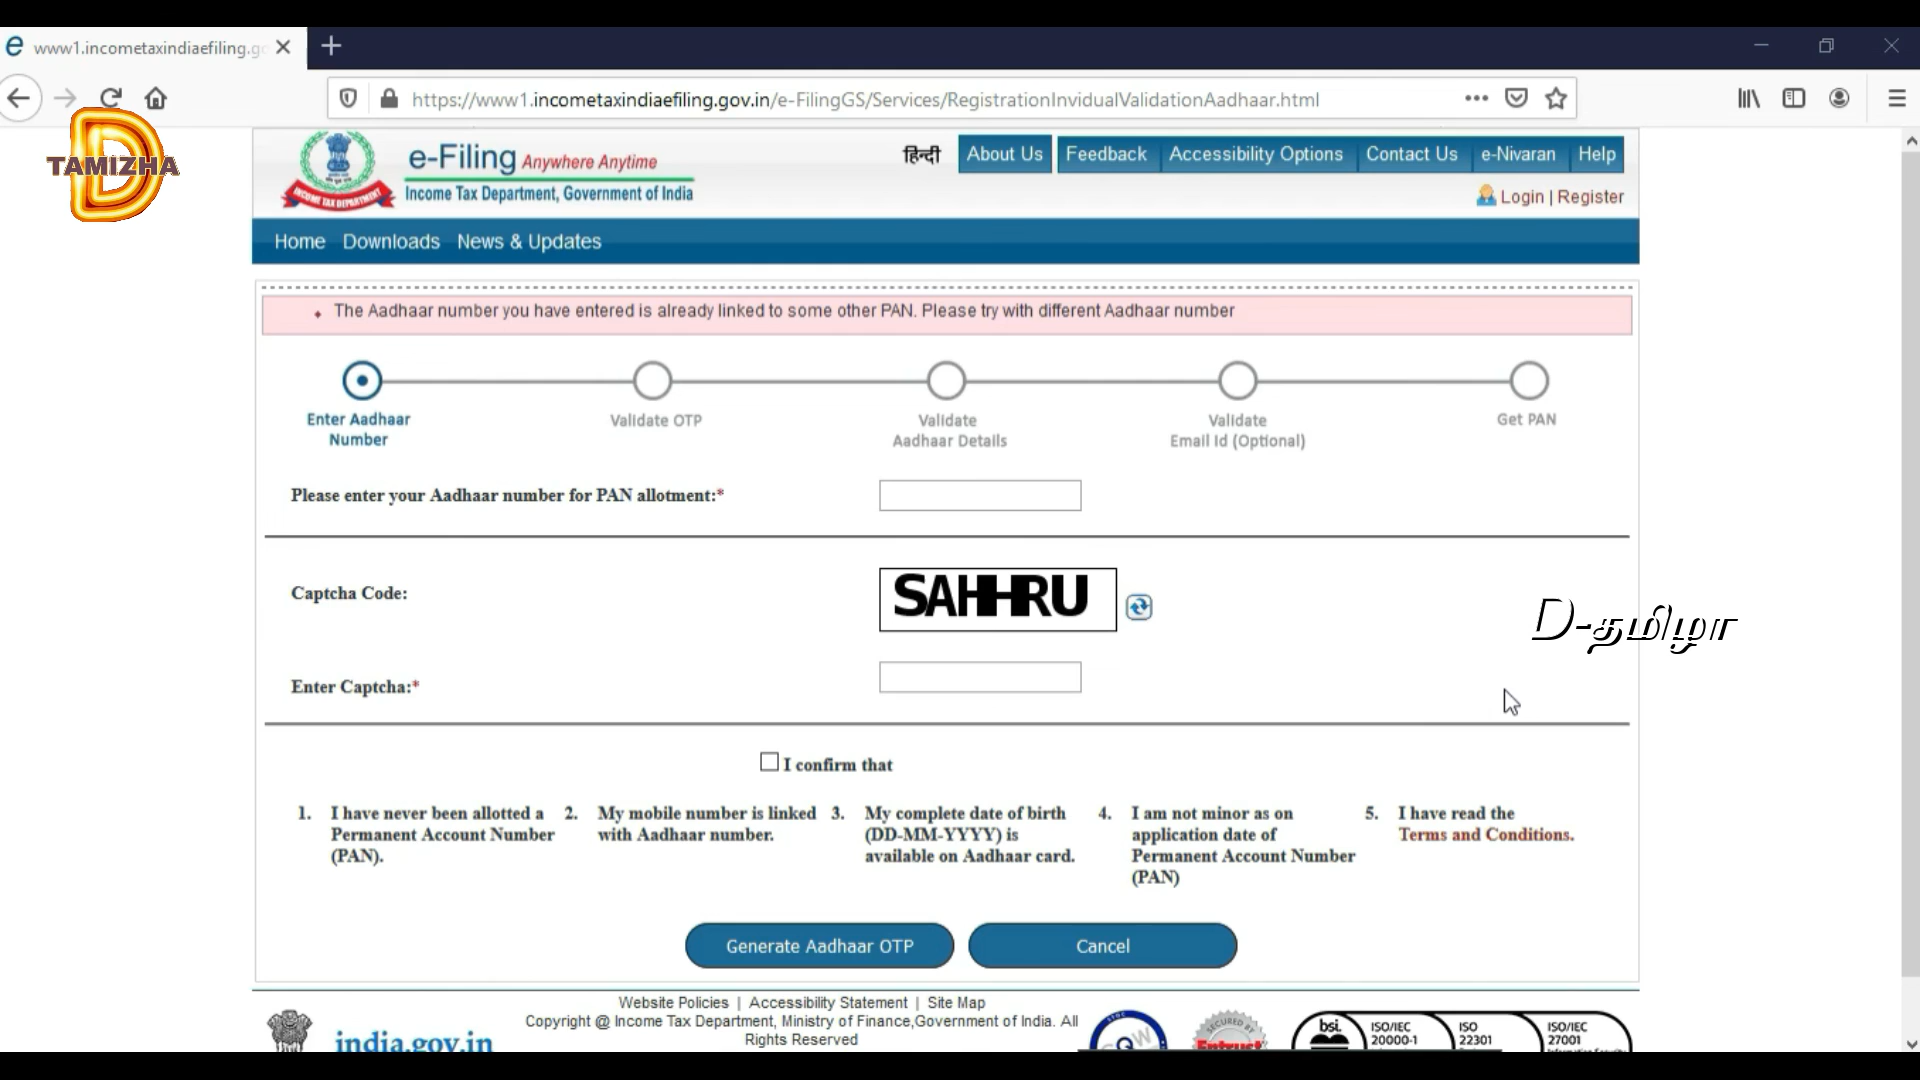 www1.incometaxindiaefiling.go
https://www1.incometaxindiaefiling.gov.in/e-FilingGS/Services/RegistrationInvidualValidationAadhaar.html
D
TAMIZHA
e-Filing Anywhere Anytime
Income Tax Department, Government of India
INCOME TAX DEPARTMENT
हिन्दी About Us Feedback Accessibility Options Contact Us e-Nivaran Help
Login | Register
Home Downloads News & Updates
The Aadhaar number you have entered is already linked to some other PAN. Please try with different Aadhaar number
Enter Aadhaar
Number
Validate OTP
Validate
Aadhaar Details
Validate
Email Id (Optional)
Get PAN
Please enter your Aadhaar number for PAN allotment:*
Captcha Code:
SAHHRU
D-தமிழா
Enter Captcha:*
I confirm that
1. I have never been allotted a
Permanent Account Number
(PAN).
2. My mobile number is linked
with Aadhaar number.
3. My complete date of birth
(DD-MM-YYYY) is
available on Aadhaar card.
4. I am not minor as on
application date of
Permanent Account Number
(PAN)
5. I have read the
Terms and Conditions.
Generate Aadhaar OTP Cancel
Website Policies | Accessibility Statement | Site Map
Copyright @ Income Tax Department, Ministry of Finance,Government of India. All
Rights Reserved
india.gov.in
SECURED BY
Entrust
bsi.
ISO/IEC
20000-1
ISO
22301
ISO/IEC
27001